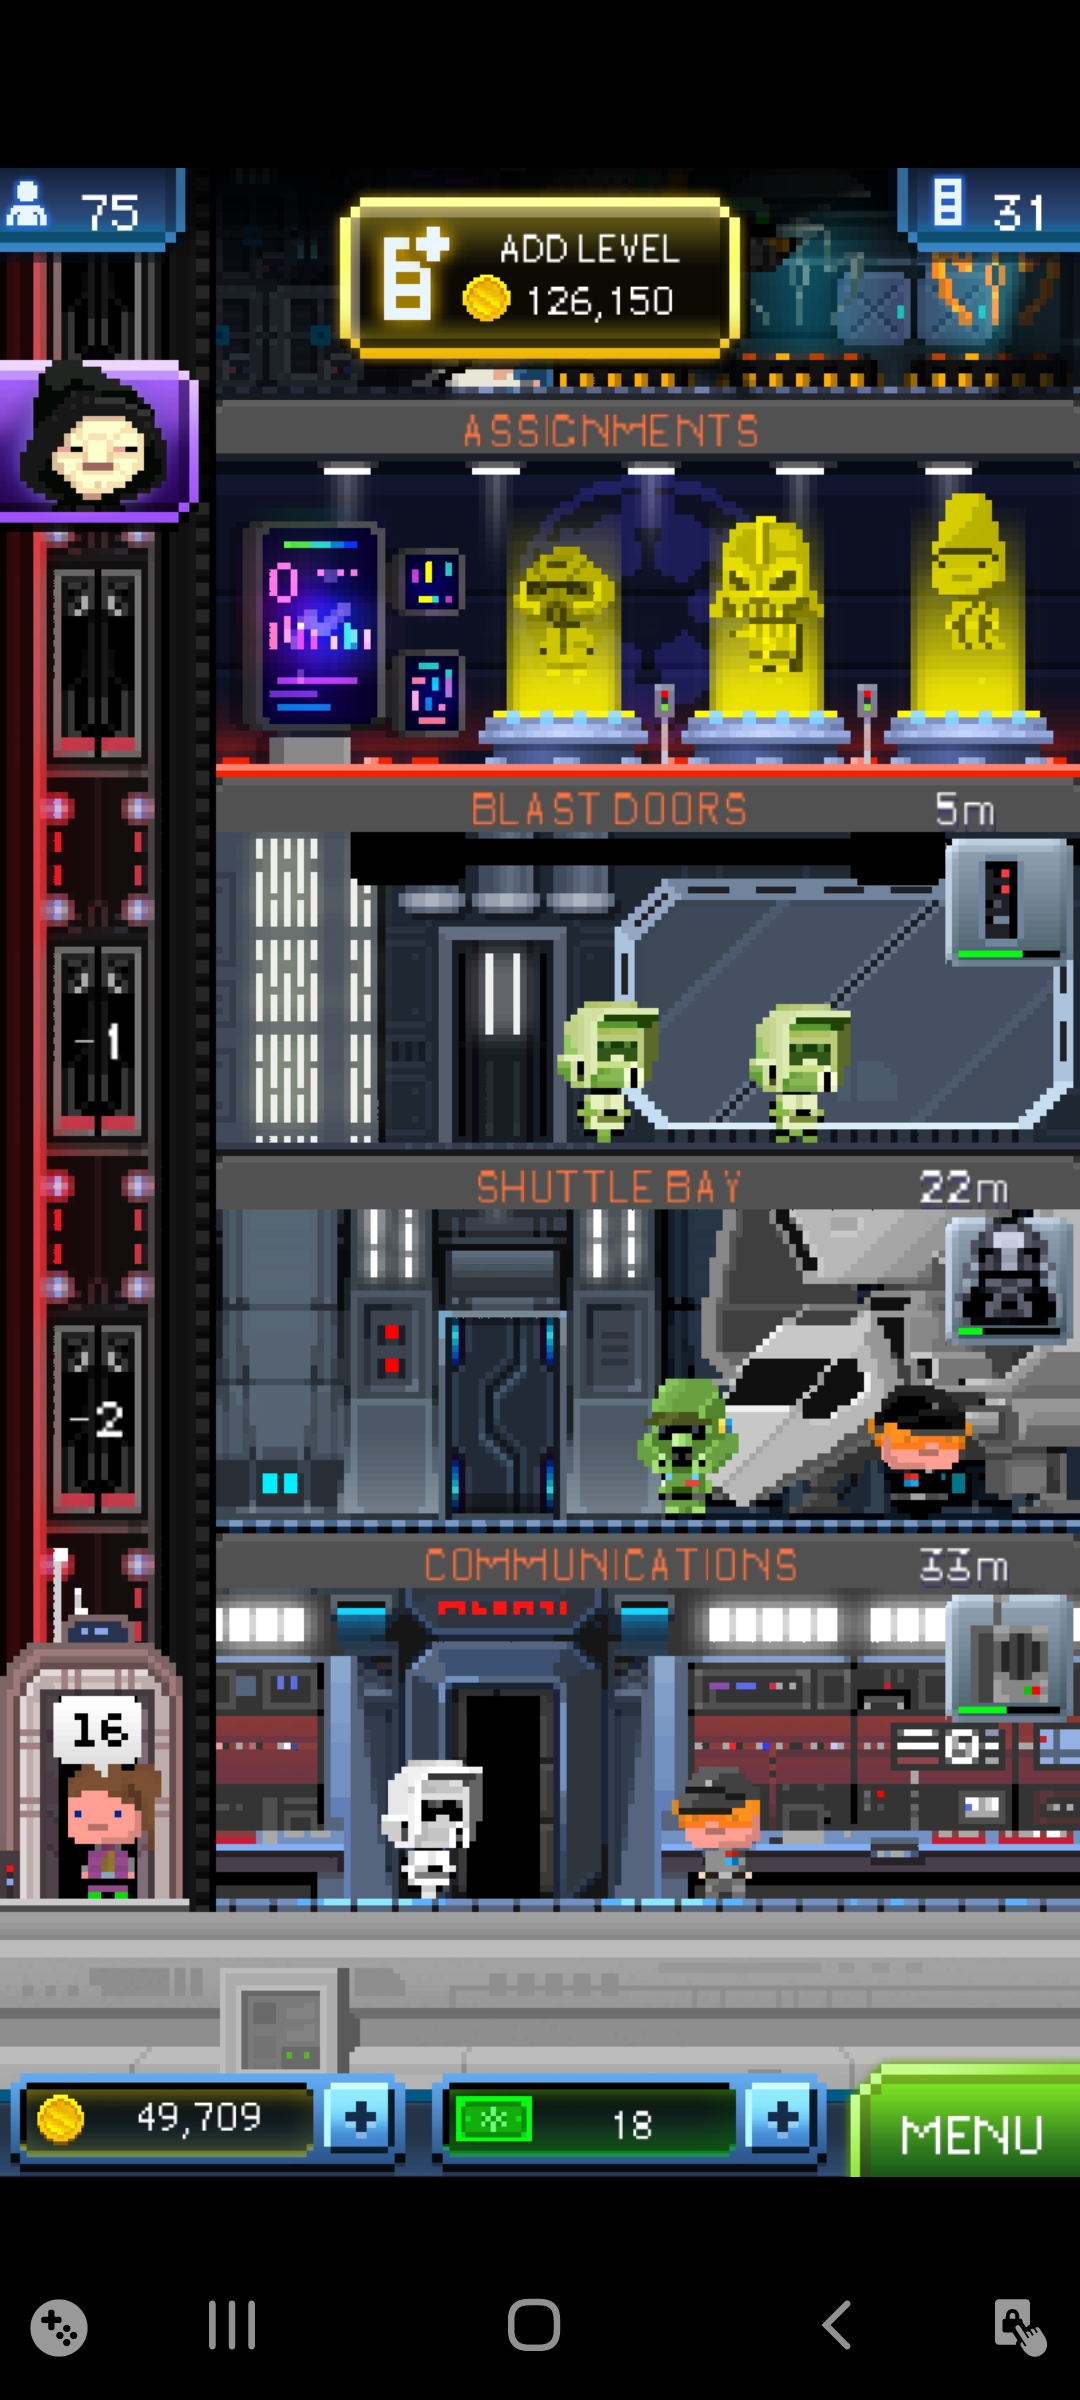 75
ADD LEVEL
126,150
31
ASSIGNMENTS
BLAST DOORS 5m
-1
SHUTTLE BAY 22m
-2
COMMUNICATIONS 33m
16
49,709
18
MENU